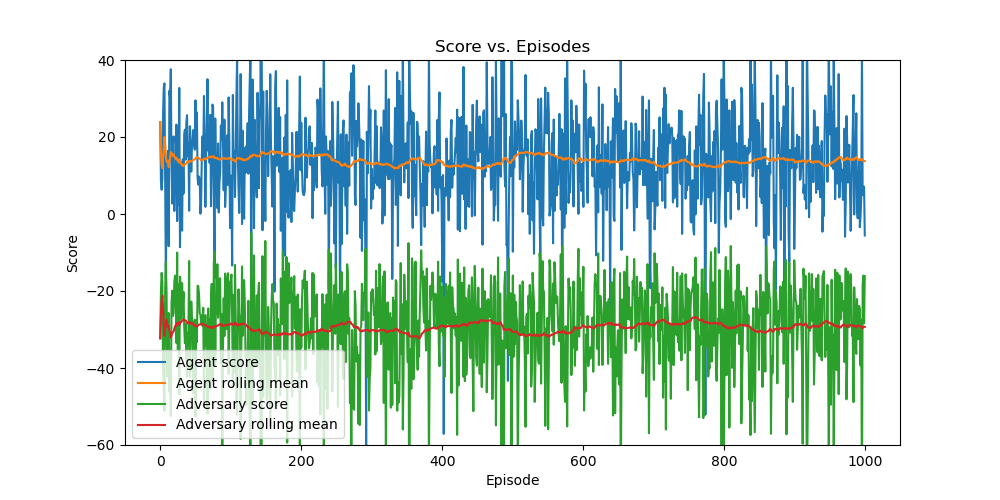 Score vs. Episodes
40
20
0
−20
−40
−60
Score
Agent score
Agent rolling mean
Adversary score
Adversary rolling mean
0
200
400
600
800
1000
Episode